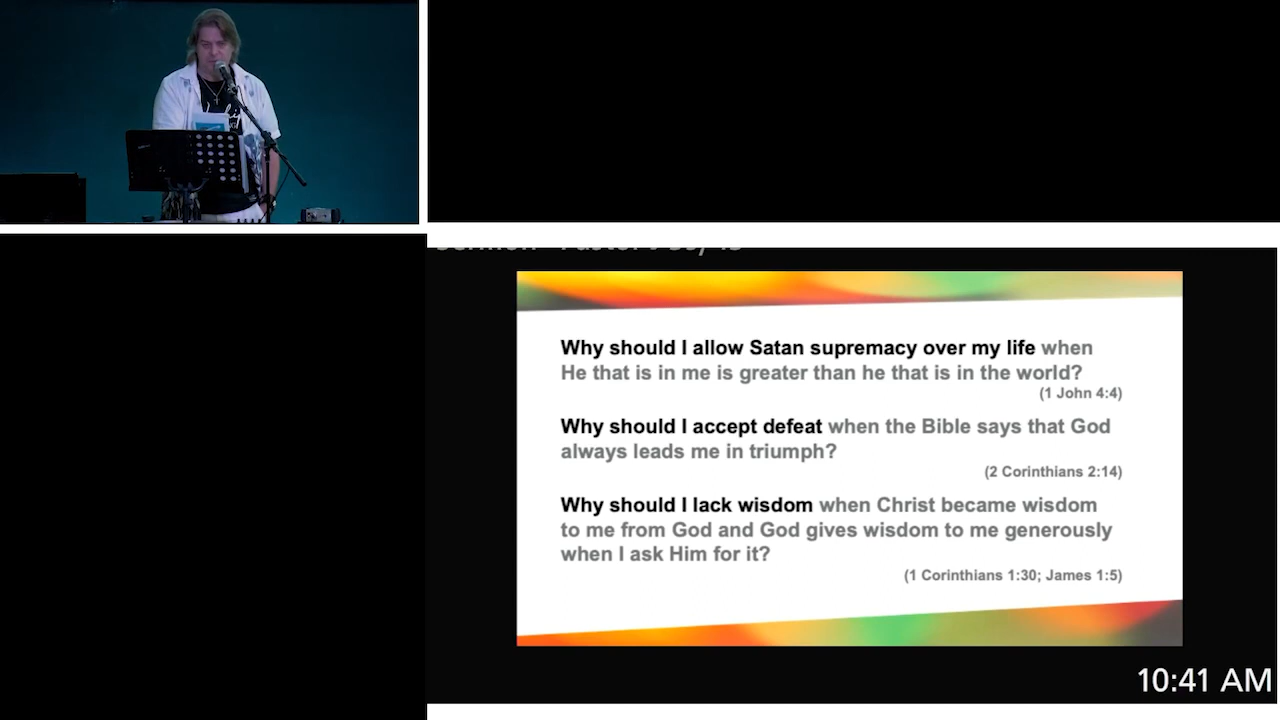 Why should I allow Satan supremacy over my life when
He that is in me is greater than he that is in the world?
(1 John 4:4)
Why should I accept defeat when the Bible says that God
always leads me in triumph?
(2 Corinthians 2:14)
Why should I lack wisdom when Christ became wisdom
to me from God and God gives wisdom to me generously
when I ask Him for it?
(1 Corinthians 1:30; James 1:5)
10:41 AM